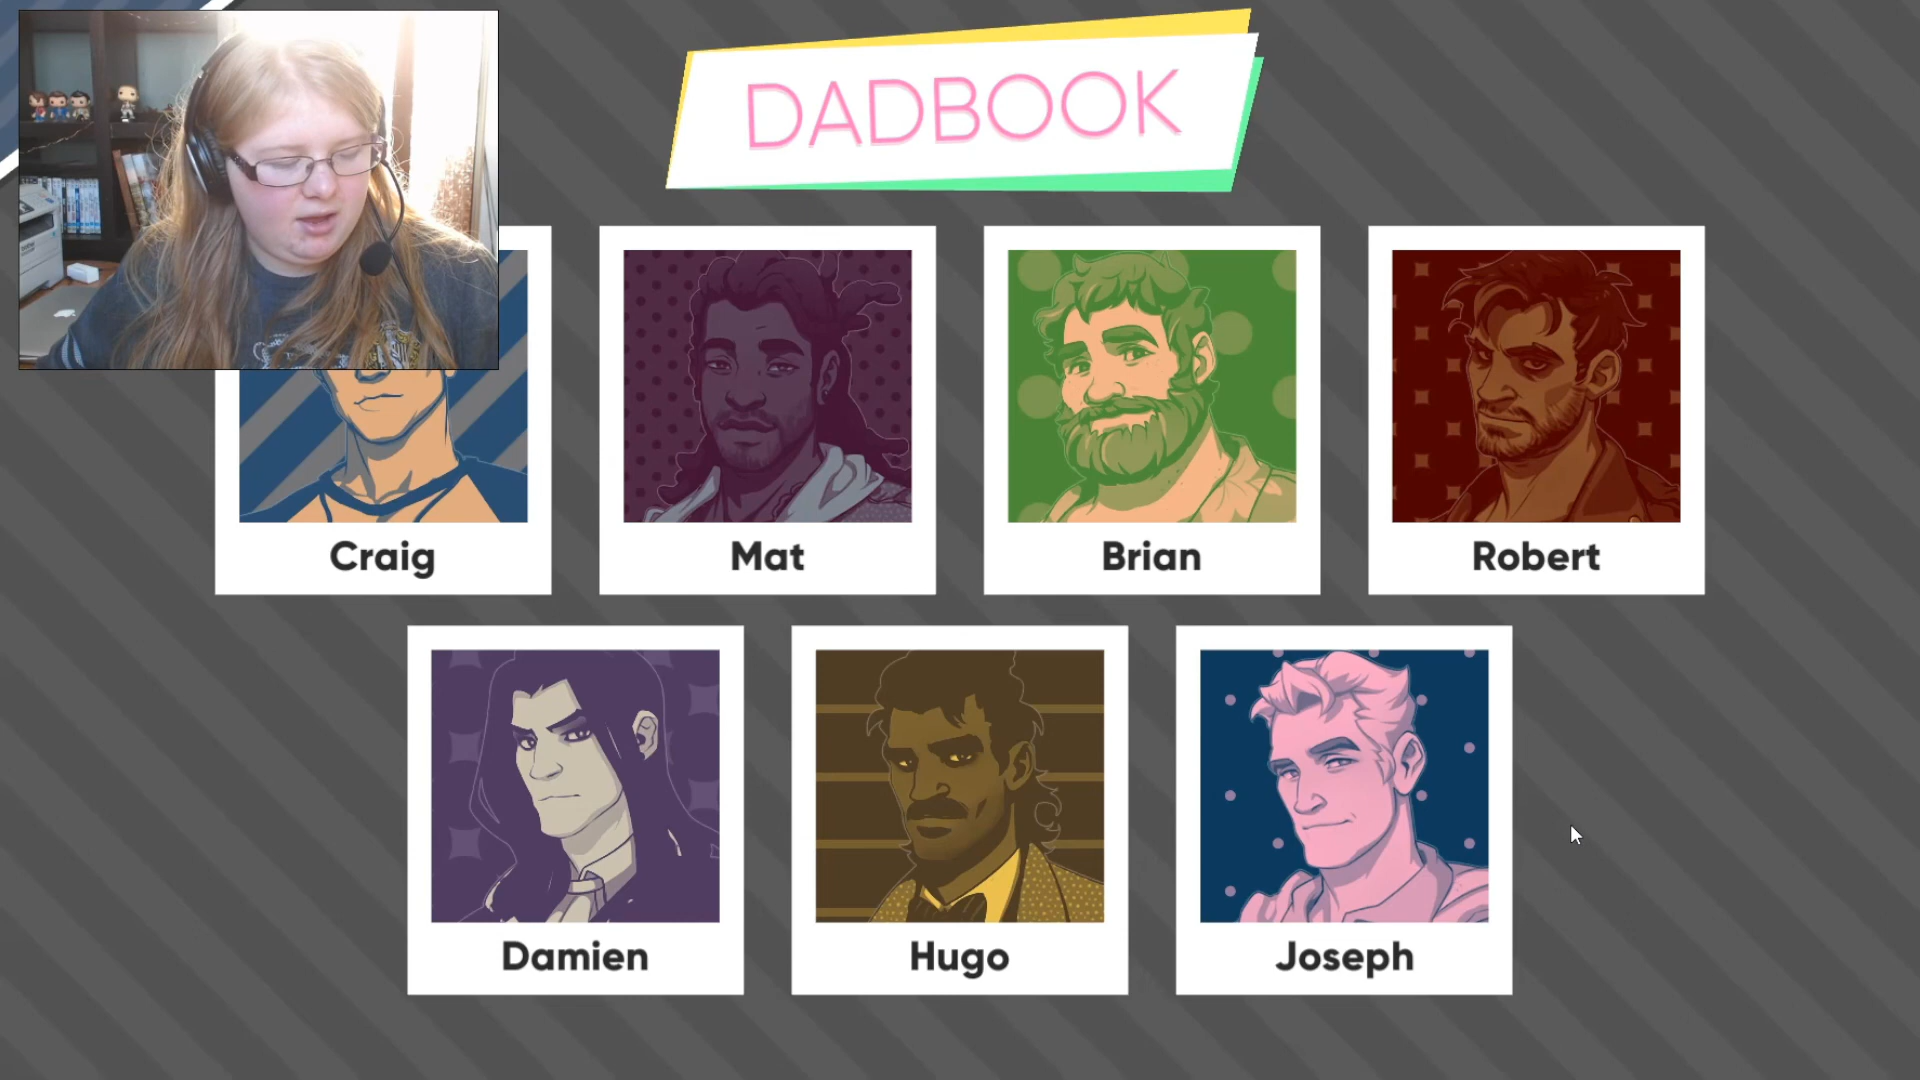 DADBOOK
Craig
Mat
Brian
Robert
Damien
Hugo
Joseph